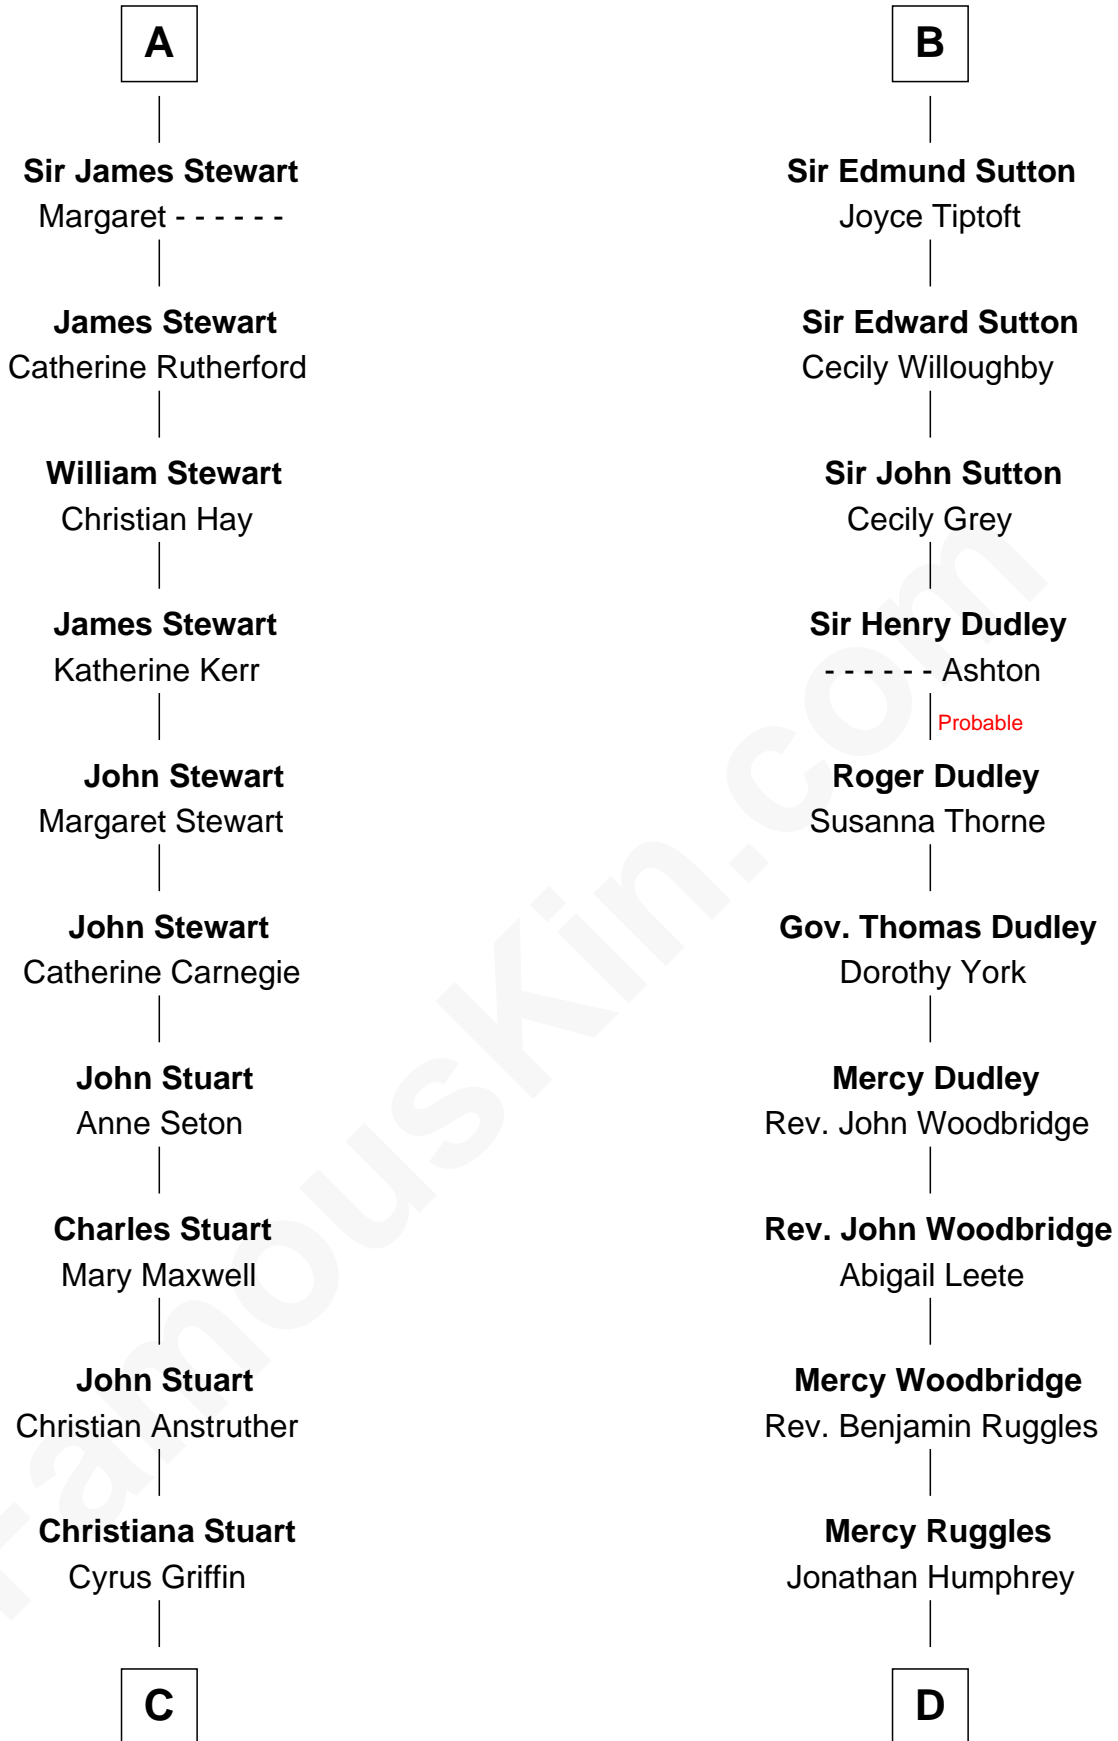 A
Sir James Stewart
Margaret - - - - - -
James Stewart
Catherine Rutherford
William Stewart
Christian Hay
James Stewart
Katherine Kerr
John Stewart
Margaret Stewart
John Stewart
Catherine Carnegie
John Stuart
Anne Seton
Charles Stuart
Mary Maxwell
John Stuart
Christian Anstruther
Christiana Stuart
Cyrus Griffin
C
B
Sir Edmund Sutton
Joyce Tiptoft
Sir Edward Sutton
Cecily Willoughby
Sir John Sutton
Cecily Grey
Sir Henry Dudley
- - - - - - Ashton
Probable
Roger Dudley
Susanna Thorne
Gov. Thomas Dudley
Dorothy York
Mercy Dudley
Rev. John Woodbridge
Rev. John Woodbridge
Abigail Leete
Mercy Woodbridge
Rev. Benjamin Ruggles
Mercy Ruggles
Jonathan Humphrey
D
FamousKin.com